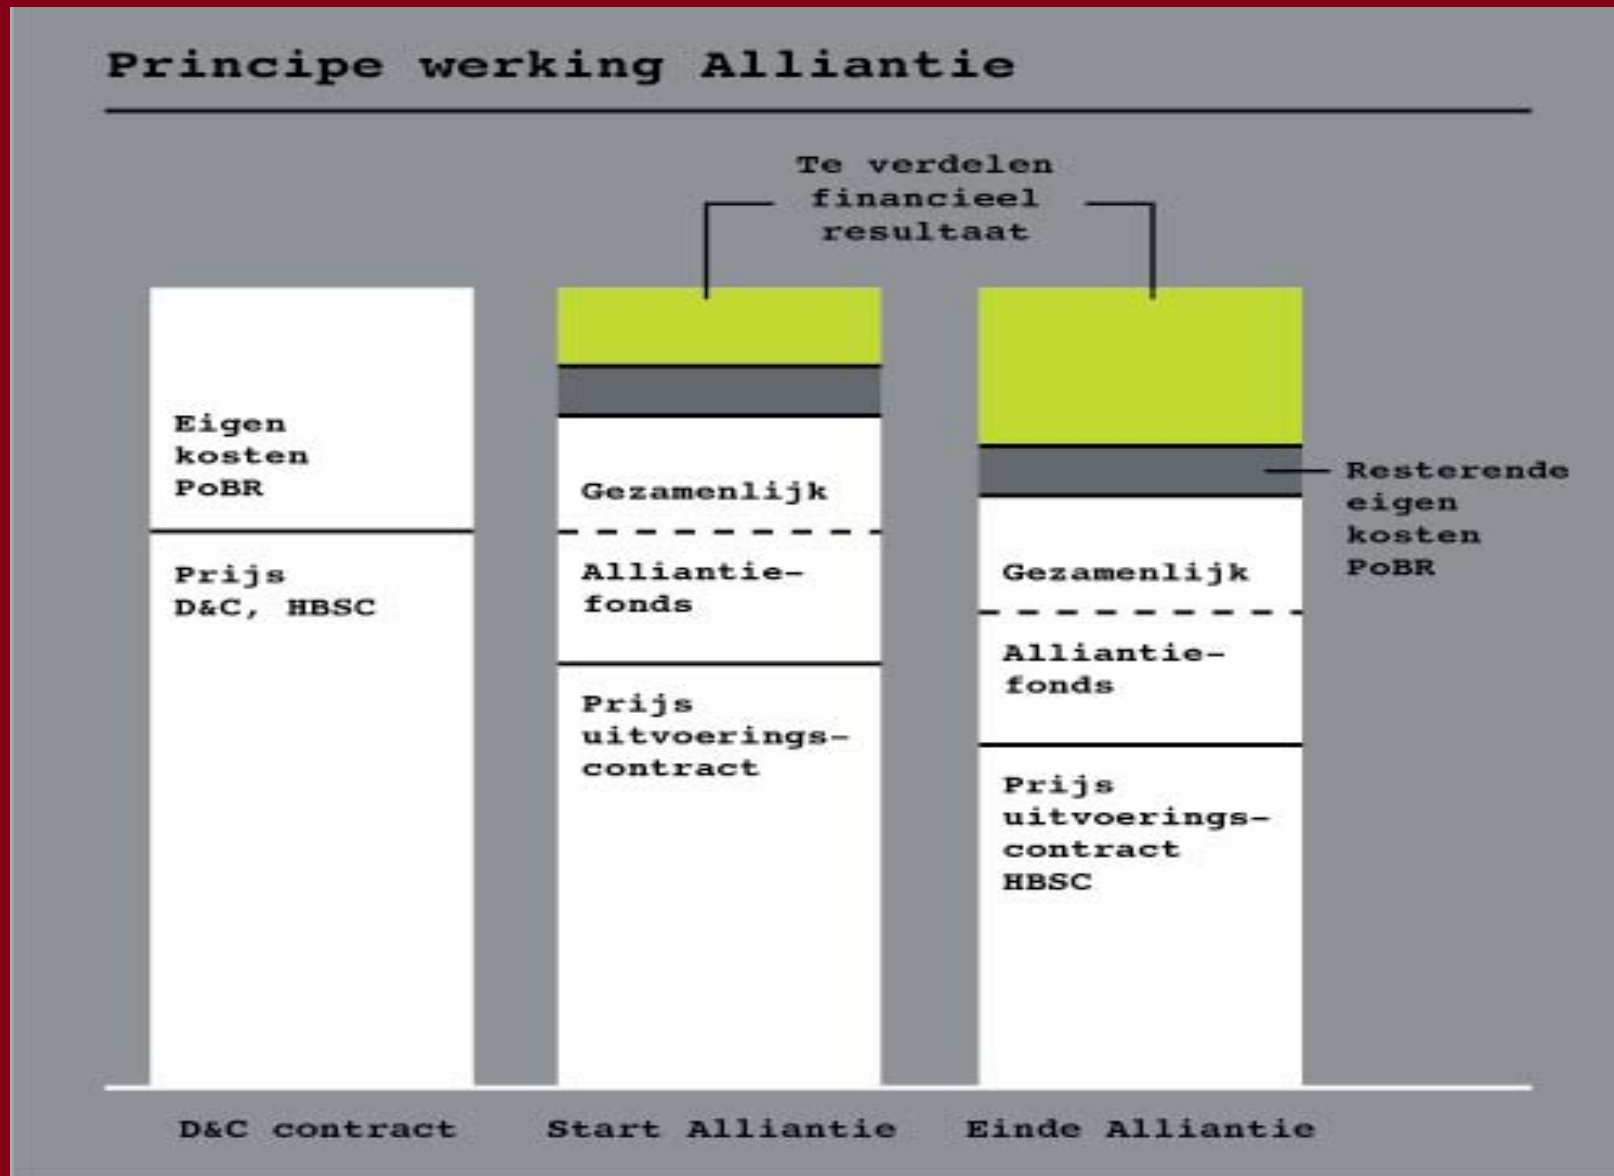 Principe werking Alliantie
Te verdelen
financieel
resultaat
Eigen
kosten
PoBR
Prijs
D&C, HBSC
Gezamenlijk
Alliantie-
fonds
Prijs
uitvoerings-
contract
Gezamenlijk
Alliantie-
fonds
Prijs
uitvoerings-
contract
HBSC
Resterende
eigen
kosten
PoBR
D&C contract
Start Alliantie
Einde Alliantie